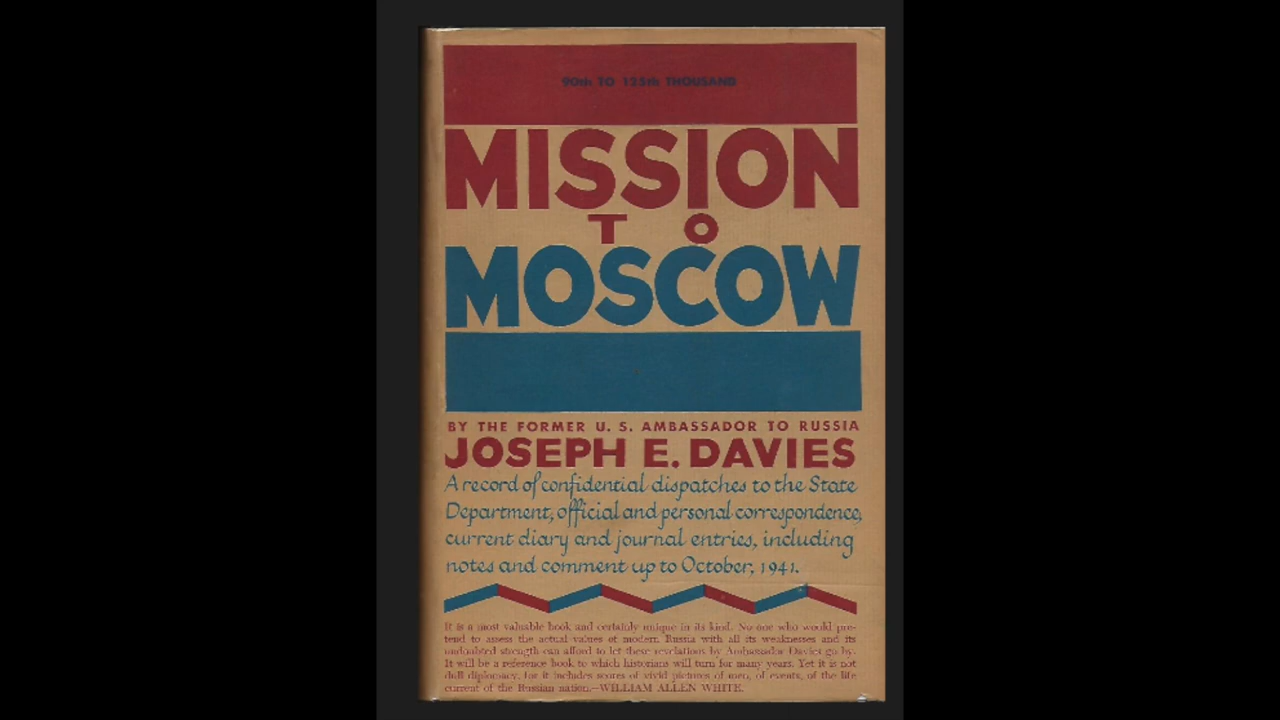 90th TO 125th THOUSAND
MISSION
TO
MOSCOW
BY THE FORMER U. S. AMBASSADOR TO RUSSIA
JOSEPH E. DAVIES
A record of confidential dispatches to the State
Department, official and personal correspondence,
current diary and journal entries, including
notes and comment up to October, 1941.
It is a most valuable book and certainly unique in its kind. No one who would pre-
tend to assess the actual values of modern Russia with all its weaknesses and its
undoubted strength can afford to let these revelations by Ambassador Davies go by.
It will be a reference book to which historians will turn for many years. Yet it is not
dull diplomacy, for it includes scores of vivid pictures of men, of events, of the life
current of the Russian nation.—WILLIAM ALLEN WHITE.